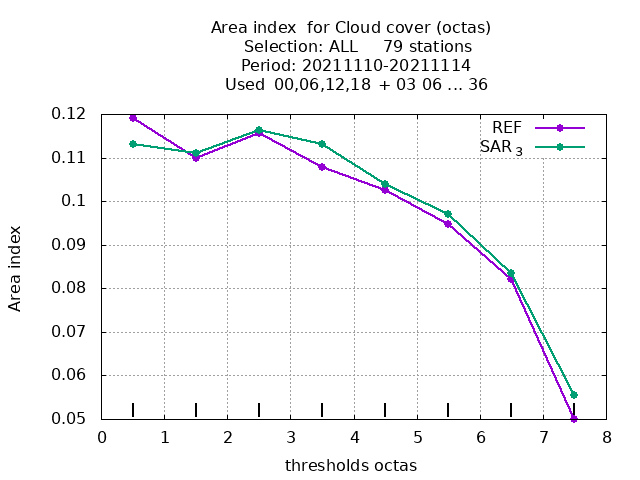 Area index  for Cloud cover (octas)
Selection: ALL     79 stations
Period: 20211110-20211114
Used  00,06,12,18 + 03 06 ... 36
REF
SAR 3
0.12
0.11
0.1
0.09
0.08
0.07
0.06
0.05
Area index
0 1 2 3 4 5 6 7 8
thresholds octas